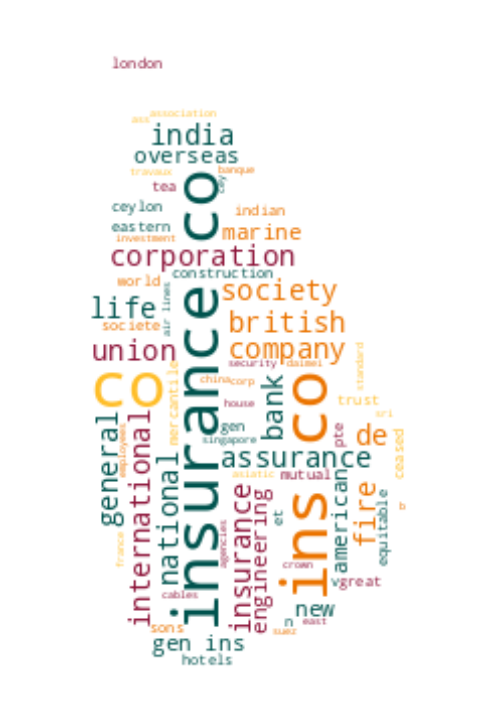 london
association
ass
india
overseas
banque
travaux
tea
cey
insurance co
ceylon
indian
eastern
marine
investment
corporation
construction
world
air lines
society
life
societe
british
union
company
security
daimei
standard
co
mercantile
china
corp
bank
ins co
trust
house
sri
general
employees
international
gen
singapore
pte
de
ceased
assurance
national
asiatic
mutual
american
fire
equitable
gr
insurance
engineering
et
agencies
france
crown
v
great
cables
new
n
east
sons
suez
gen ins
hotels